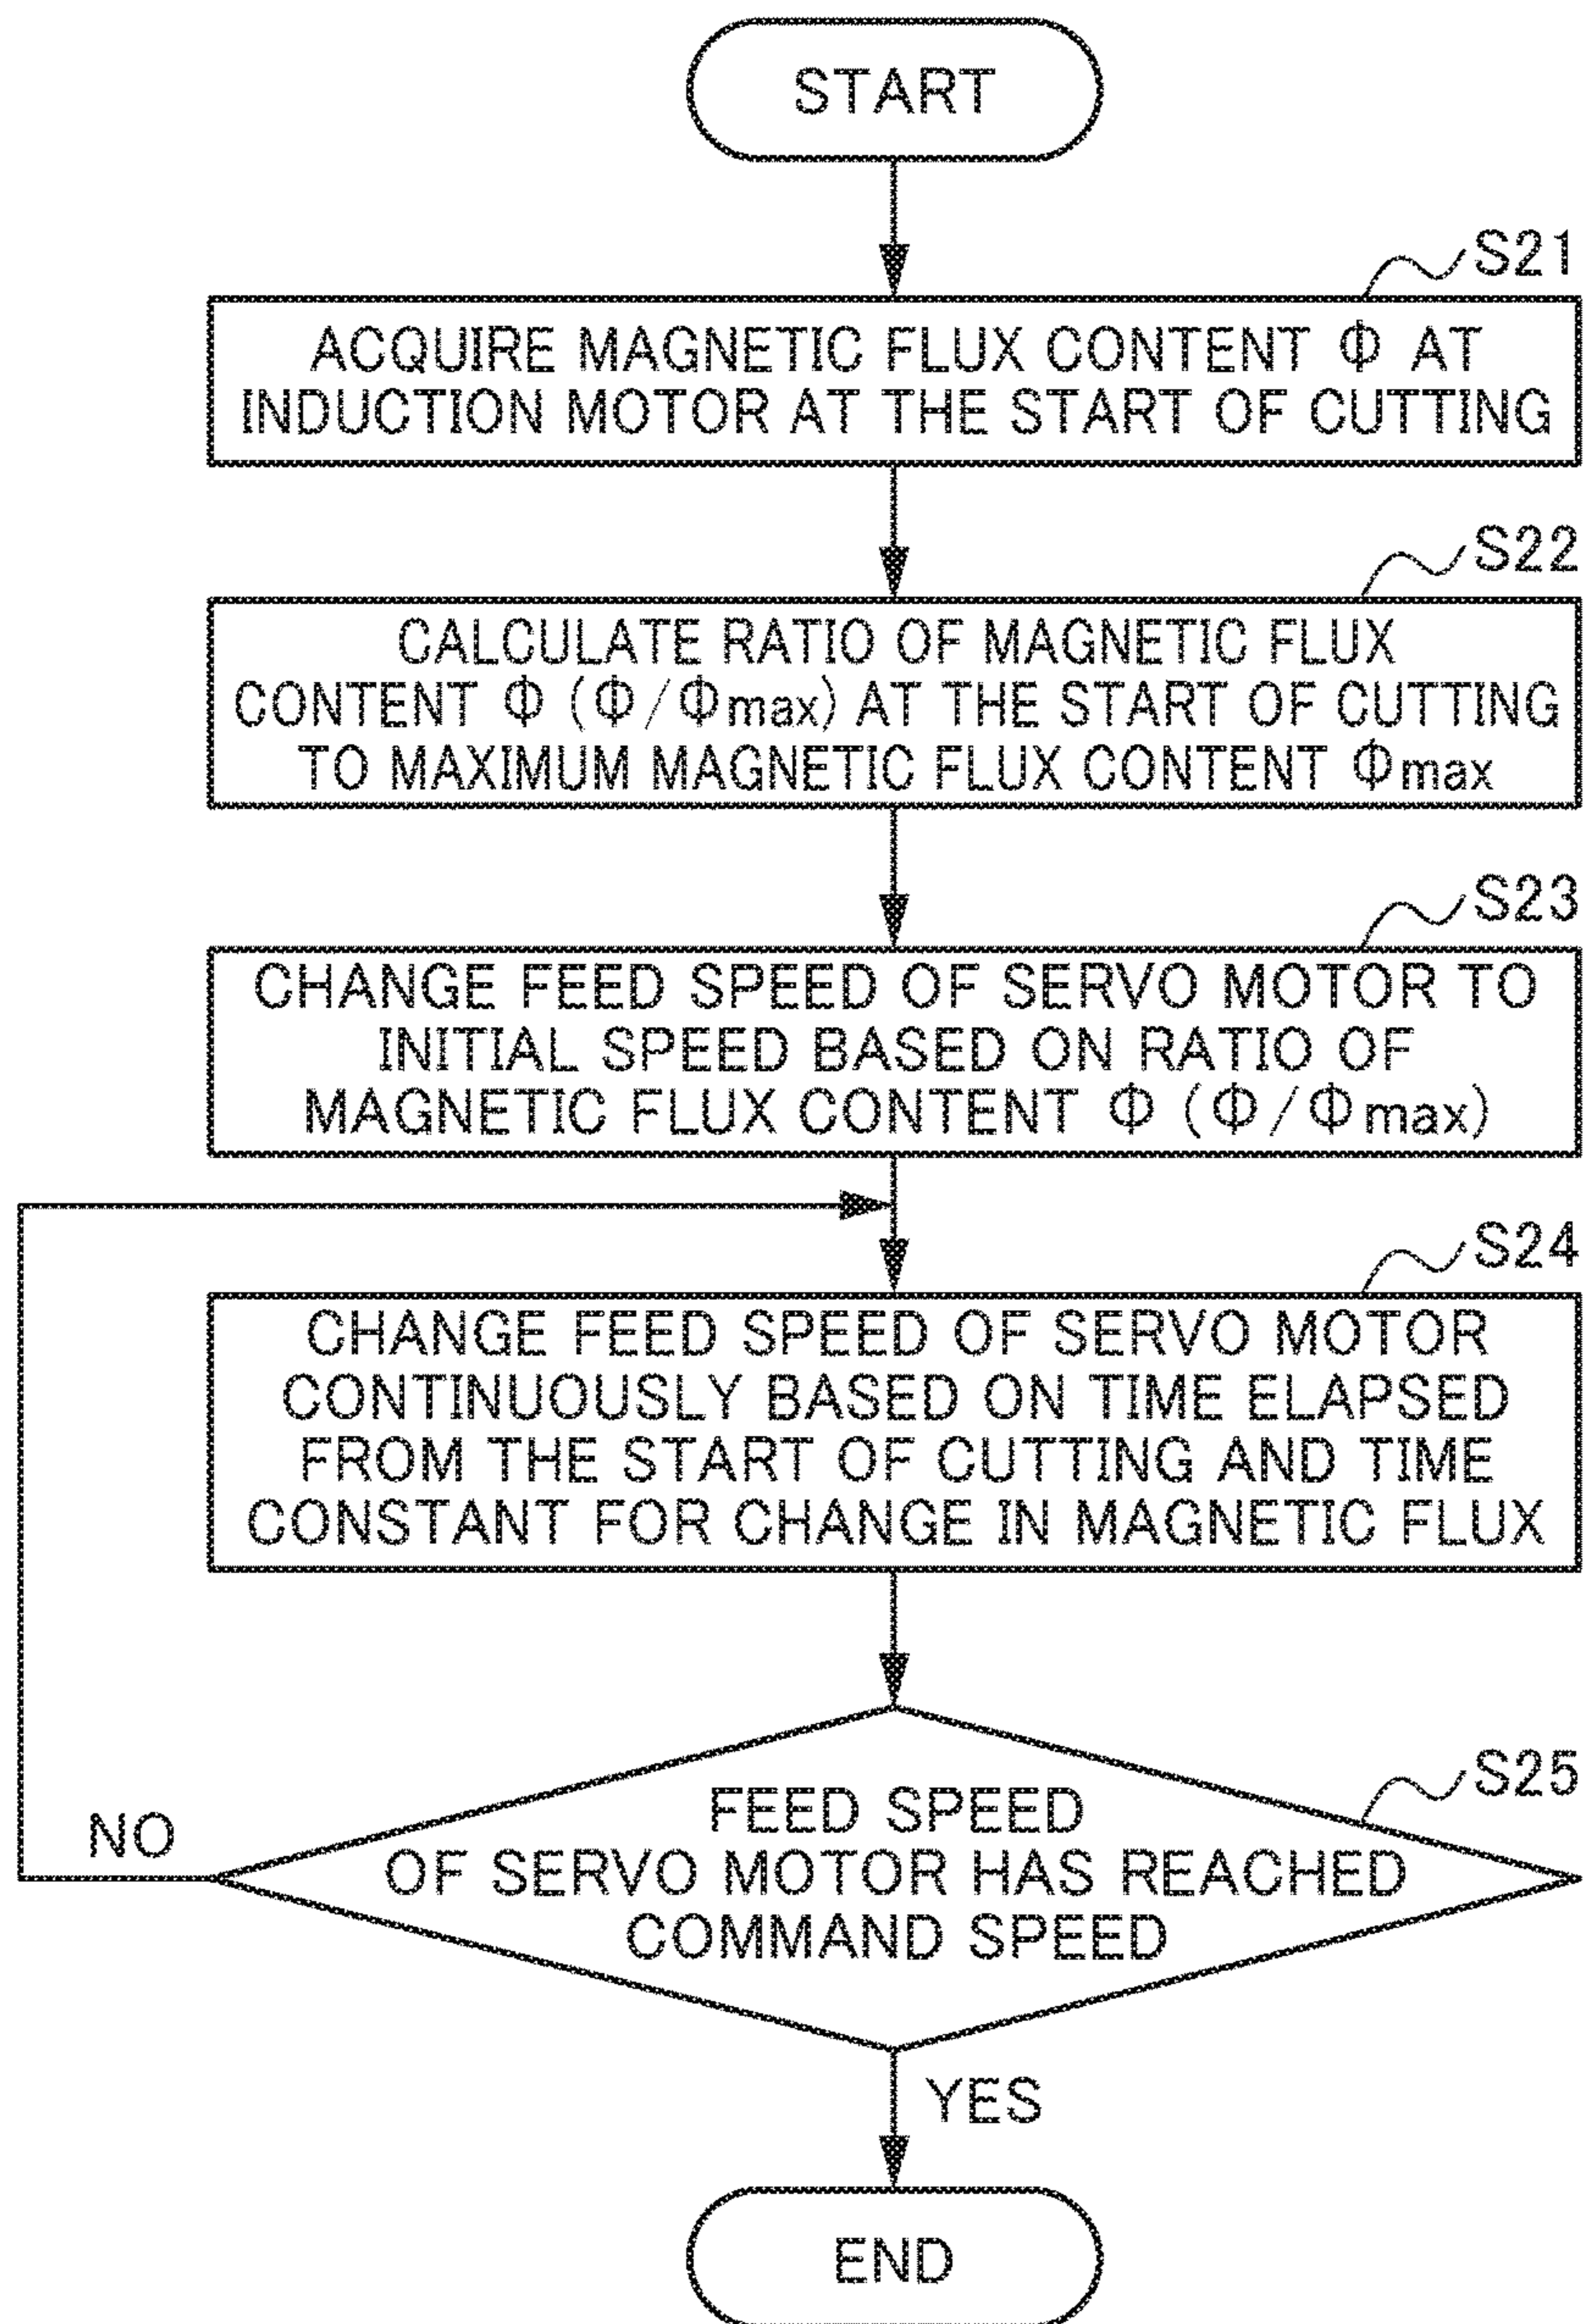 START
S21
ACQUIRE MAGNETIC FLUX CONTENT Φ AT
INDUCTION MOTOR AT THE START OF CUTTING
S22
CALCULATE RATIO OF MAGNETIC FLUX
CONTENT Φ (Φ/Φmax) AT THE START OF CUTTING
TO MAXIMUM MAGNETIC FLUX CONTENT Φmax
S23
CHANGE FEED SPEED OF SERVO MOTOR TO
INITIAL SPEED BASED ON RATIO OF
MAGNETIC FLUX CONTENT Φ (Φ/Φmax)
S24
CHANGE FEED SPEED OF SERVO MOTOR
CONTINUOUSLY BASED ON TIME ELAPSED
FROM THE START OF CUTTING AND TIME
CONSTANT FOR CHANGE IN MAGNETIC FLUX
S25
FEED SPEED
OF SERVO MOTOR HAS REACHED
COMMAND SPEED
NO
YES
END